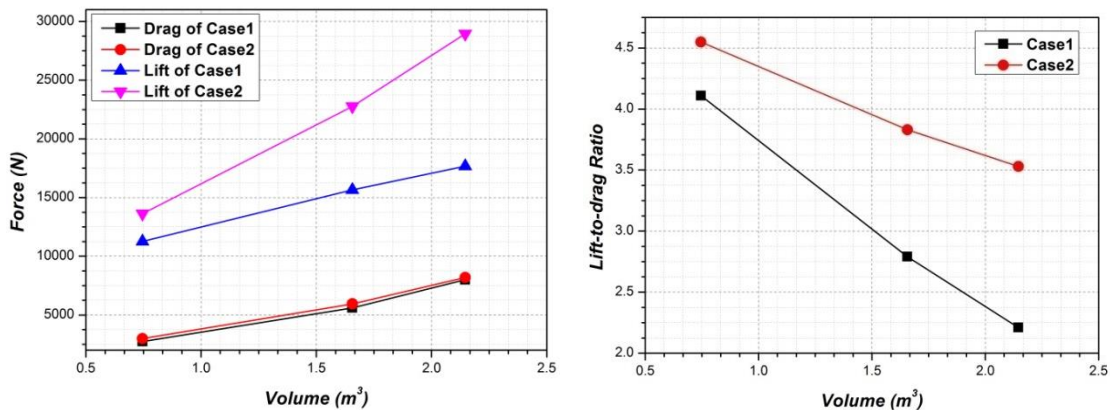 30000
25000
20000
15000
10000
5000
Force (N)
Drag of Case1
Drag of Case2
Lift of Case1
Lift of Case2
0.5 1.0 1.5 2.0 2.5
Volume (m³)
4.5
4.0
3.5
3.0
2.5
2.0
Lift-to-drag Ratio
Case1
Case2
0.5 1.0 1.5 2.0 2.5
Volume (m³)